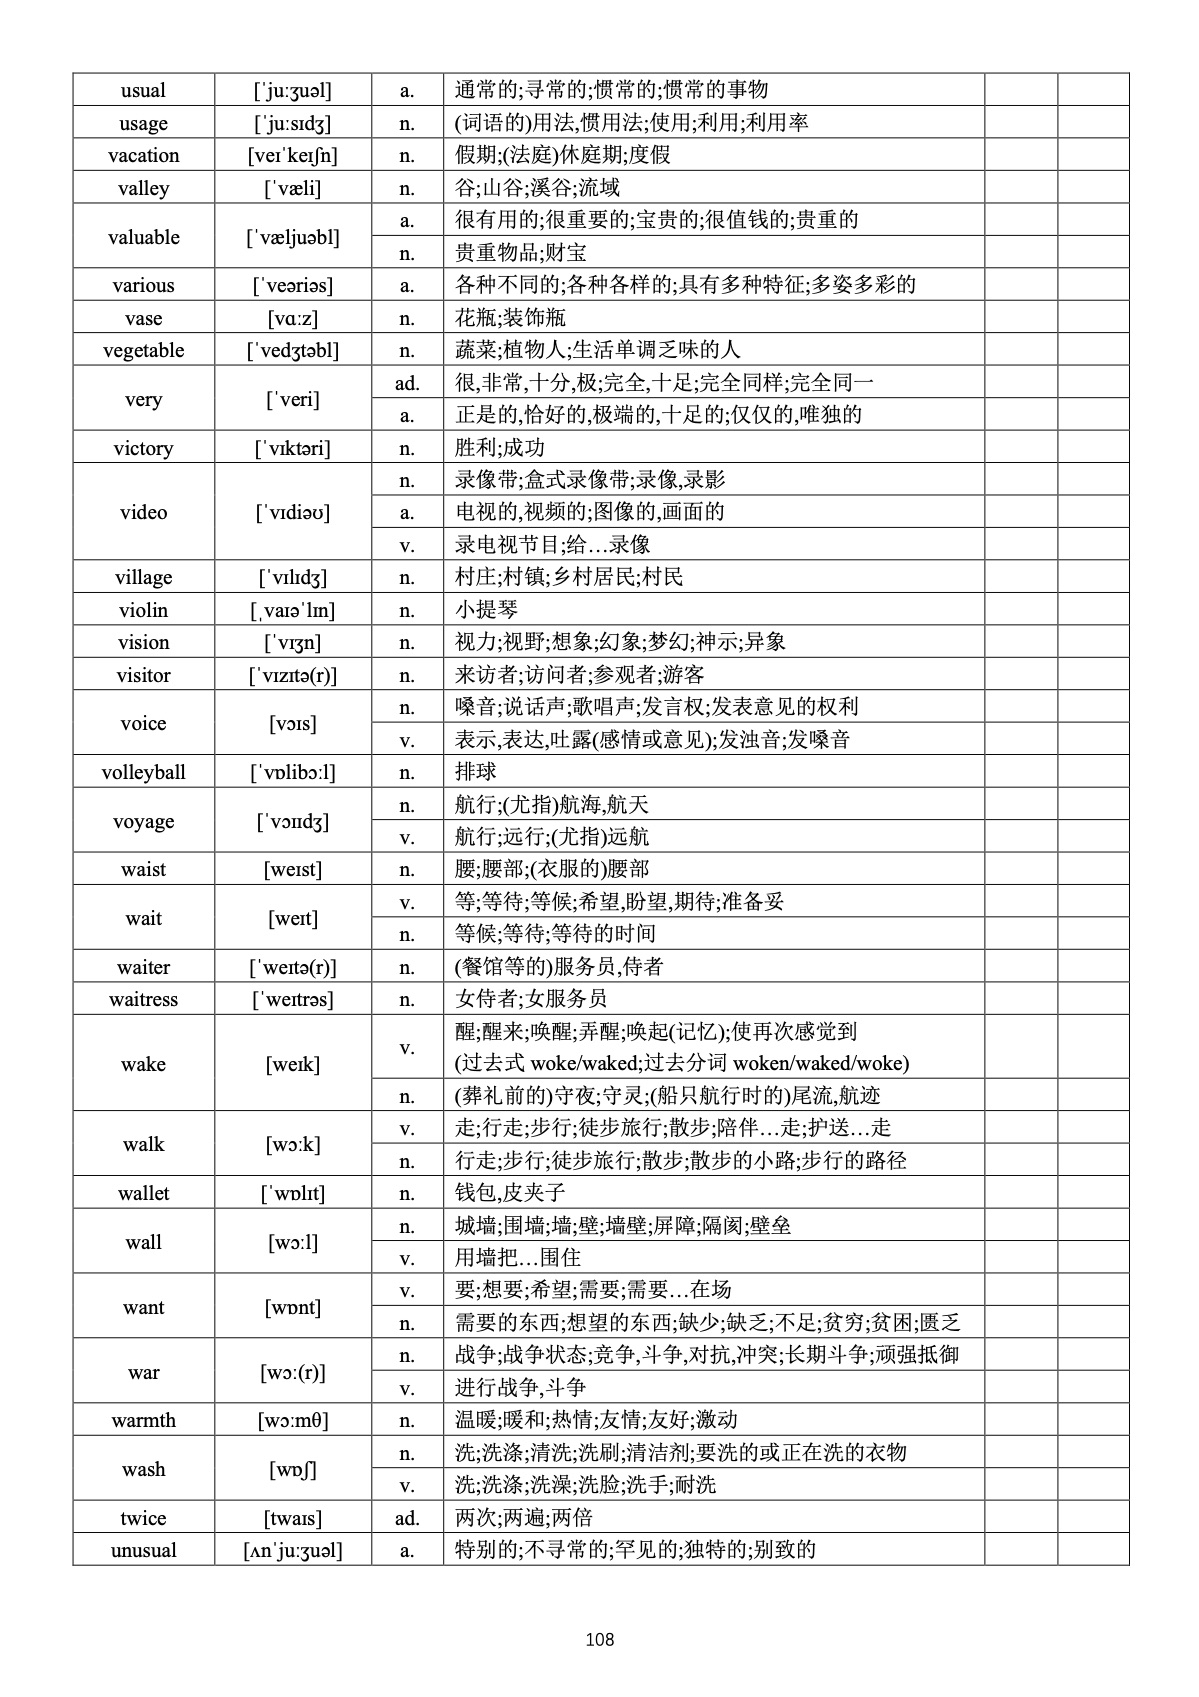 usual [ˈjuːʒuəl] a. 通常的;寻常的;惯常的;惯常的事物
usage [ˈjuːsɪdʒ] n. (词语的)用法,惯用法;使用;利用;利用率
vacation [veɪˈkeɪʃn] n. 假期;(法庭)休庭期;度假
valley [ˈvæli] n. 谷;山谷;溪谷;流域
valuable [ˈvæljuəbl] a. 很有用的;很重要的;宝贵的;很值钱的;贵重的
n. 贵重物品;财宝
various [ˈveəriəs] a. 各种不同的;各种各样的;具有多种特征;多姿多彩的
vase [vɑːz] n. 花瓶;装饰瓶
vegetable [ˈvedʒtəbl] n. 蔬菜;植物人;生活单调乏味的人
very [ˈveri] ad. 很,非常,十分,极;完全,十足;完全同样;完全同一
a. 正是的,恰好的,极端的,十足的;仅仅的,唯独的
victory [ˈvɪktəri] n. 胜利;成功
video [ˈvɪdiəʊ] n. 录像带;盒式录像带;录像,录影
a. 电视的,视频的;图像的,画面的
v. 录电视节目;给…录像
village [ˈvɪlɪdʒ] n. 村庄;村镇;乡村居民;村民
violin [ˌvaɪəˈlɪn] n. 小提琴
vision [ˈvɪʒn] n. 视力;视野;想象;幻象;梦幻;神示;异象
visitor [ˈvɪzɪtə(r)] n. 来访者;访问者;参观者;游客
voice [vɔɪs] n. 嗓音;说话声;歌唱声;发言权;发表意见的权利
v. 表示,表达,吐露(感情或意见);发浊音;发嗓音
volleyball [ˈvɒlibɔːl] n. 排球
voyage [ˈvɔɪɪdʒ] n. 航行;(尤指)航海,航天
v. 航行;远行;(尤指)远航
waist [weɪst] n. 腰;腰部;(衣服的)腰部
wait [weɪt] v. 等;等待;等候;希望,盼望,期待;准备妥
n. 等候;等待;等待的时间
waiter [ˈweɪtə(r)] n. (餐馆等的)服务员,侍者
waitress [ˈweɪtrəs] n. 女侍者;女服务员
wake [weɪk] v. 醒;醒来;唤醒;弄醒;唤起(记忆);使再次感觉到
(过去式 woke/waked;过去分词 woken/waked/woke)
n. (葬礼前的)守夜;守灵;(船只航行时的)尾流,航迹
walk [wɔːk] v. 走;行走;步行;徒步旅行;散步;陪伴…走;护送…走
n. 行走;步行;徒步旅行;散步;散步的小路;步行的路径
wallet [ˈwɒlɪt] n. 钱包,皮夹子
wall [wɔːl] n. 城墙;围墙;墙;壁;墙壁;屏障;隔阂;壁垒
v. 用墙把…围住
want [wɒnt] v. 要;想要;希望;需要;需要…在场
n. 需要的东西;想望的东西;缺少;缺乏;不足;贫穷;贫困;匮乏
war [wɔː(r)] n. 战争;战争状态;竞争,斗争,对抗,冲突;长期斗争;顽强抵御
v. 进行战争,斗争
warmth [wɔːmθ] n. 温暖;暖和;热情;友情;友好;激动
wash [wɒʃ] n. 洗;洗涤;清洗;洗刷;清洁剂;要洗的或正在洗的衣物
v. 洗;洗涤;洗澡;洗脸;洗手;耐洗
twice [twaɪs] ad. 两次;两遍;两倍
unusual [ʌnˈjuːʒuəl] a. 特别的;不寻常的;罕见的;独特的;别致的
108